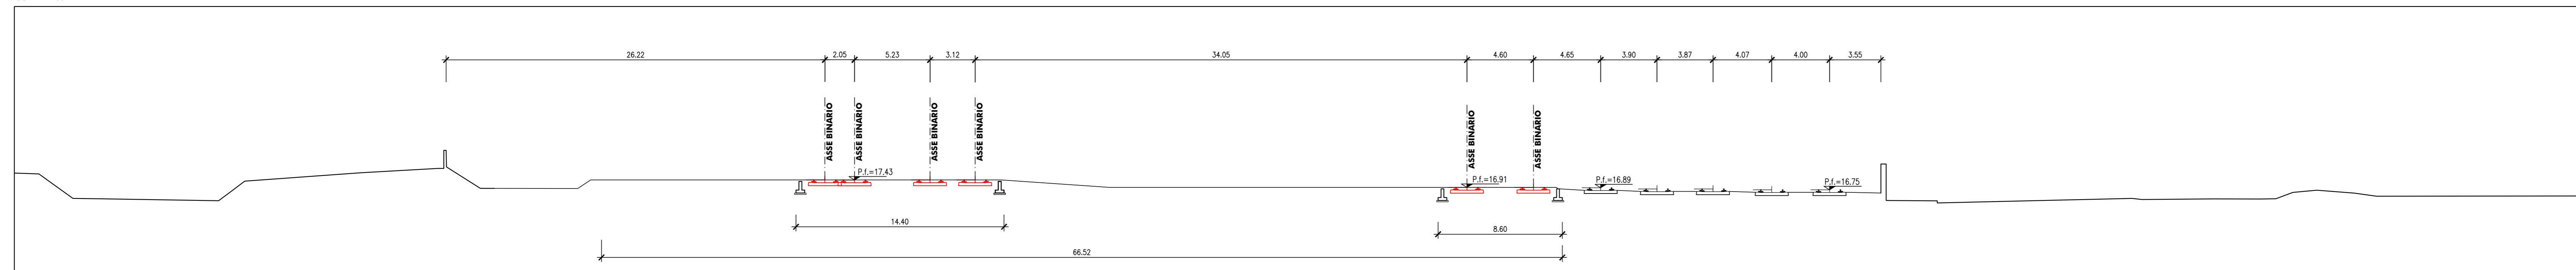 26.22
2.05
5.23
3.12
34.05
4.60
4.65
3.90
3.87
4.07
4.00
3.55
ASSE BINARIO
ASSE BINARIO
ASSE BINARIO
ASSE BINARIO
ASSE BINARIO
ASSE BINARIO
P.f.=17.43
P.f.=16.91
P.f.=16.89
P.f.=16.75
14.40
8.60
66.52